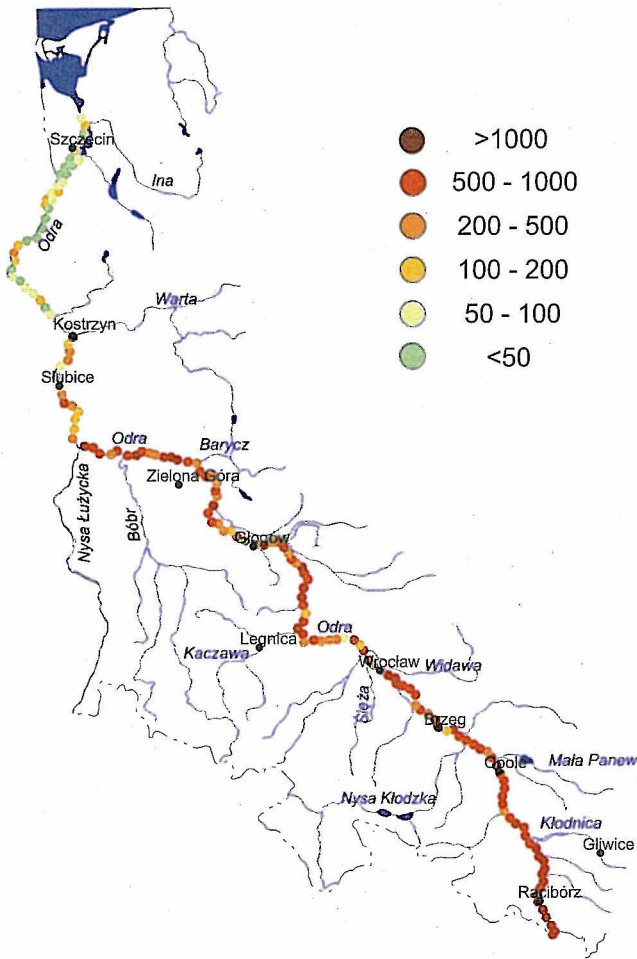 Szczecin
Ina
Odra
Warta
Kostrzyn
Słubice
Odra
Barycz
Zielona Góra
Nysa Łużycka
Bóbr
Głogów
Odra
Legnica
Kaczawa
Wrocław
Widawa
Ślęża
Brzeg
Opole
Mała Panew
Nysa Kłodzka
Kłodnica
Gliwice
Racibórz
>1000
500 - 1000
200 - 500
100 - 200
50 - 100
<50